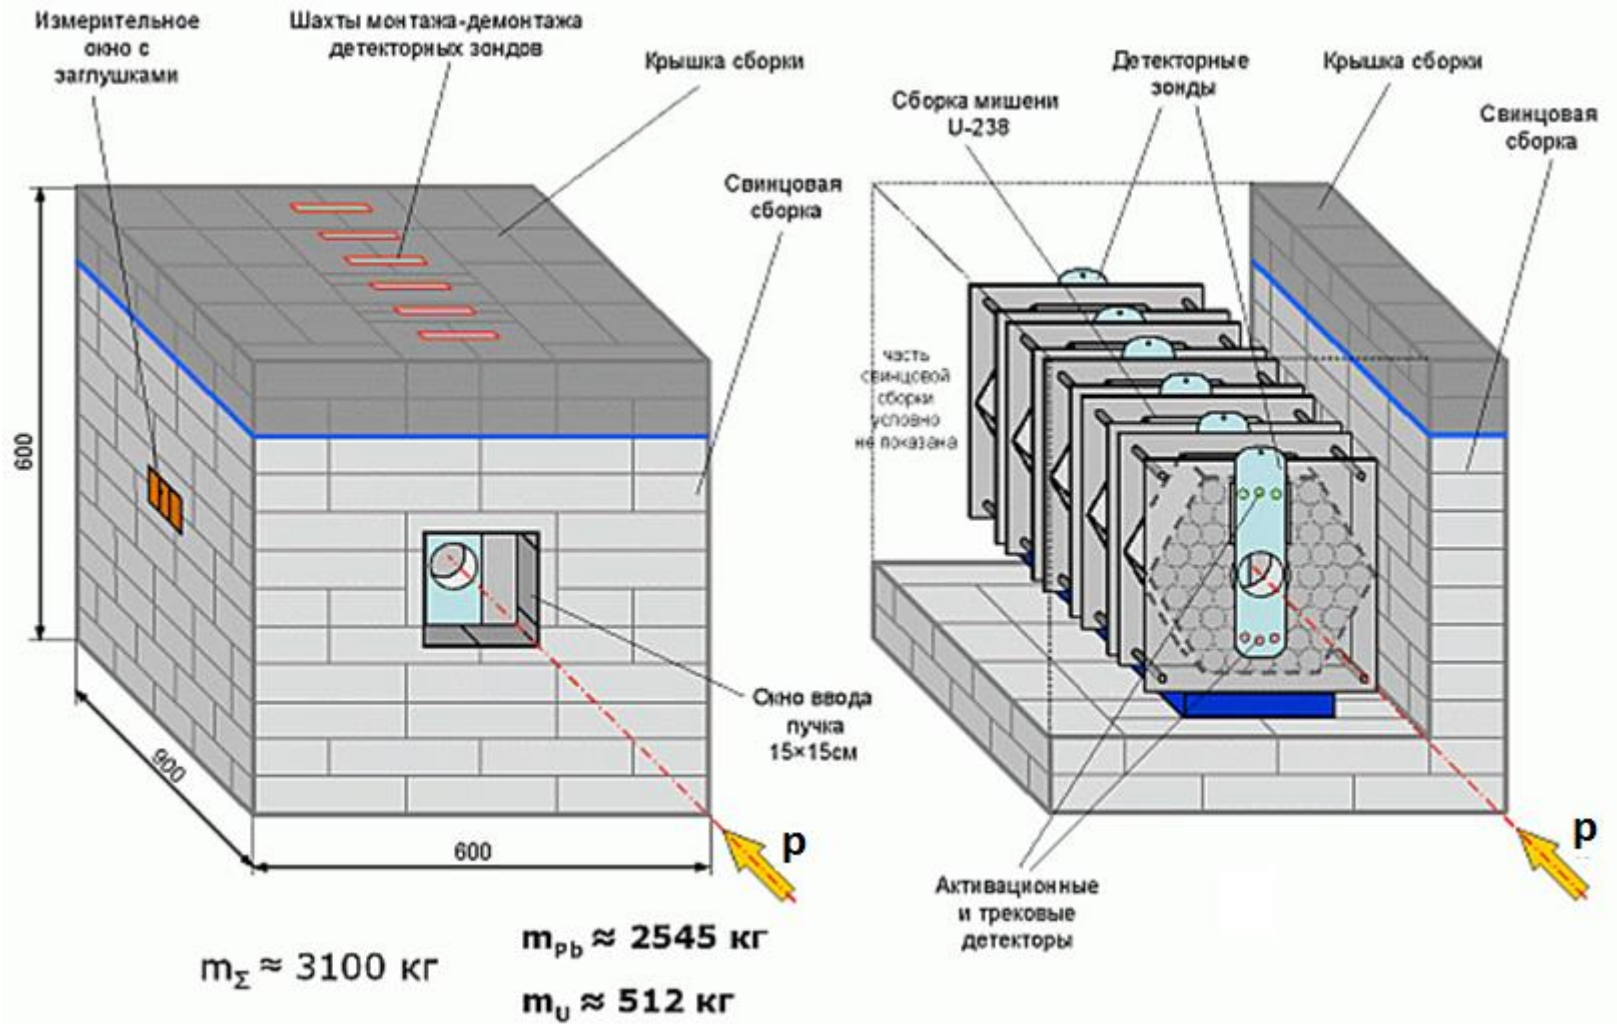 Измерительное
окно с
заглушками
Шахты монтажа-демонтажа
детекторных зондов
Крышка сборки
Свинцовая
сборка
600
900
600
Окно ввода
пучка
15×15см
p
mΣ ≈ 3100 кг
mPb ≈ 2545 кг
mU ≈ 512 кг
Сборка мишени
U-238
Детекторные
зонды
Крышка сборки
Свинцовая
сборка
часть
свинцовой
сборки
условно
не показана
Активационные
и трековые
детекторы
p